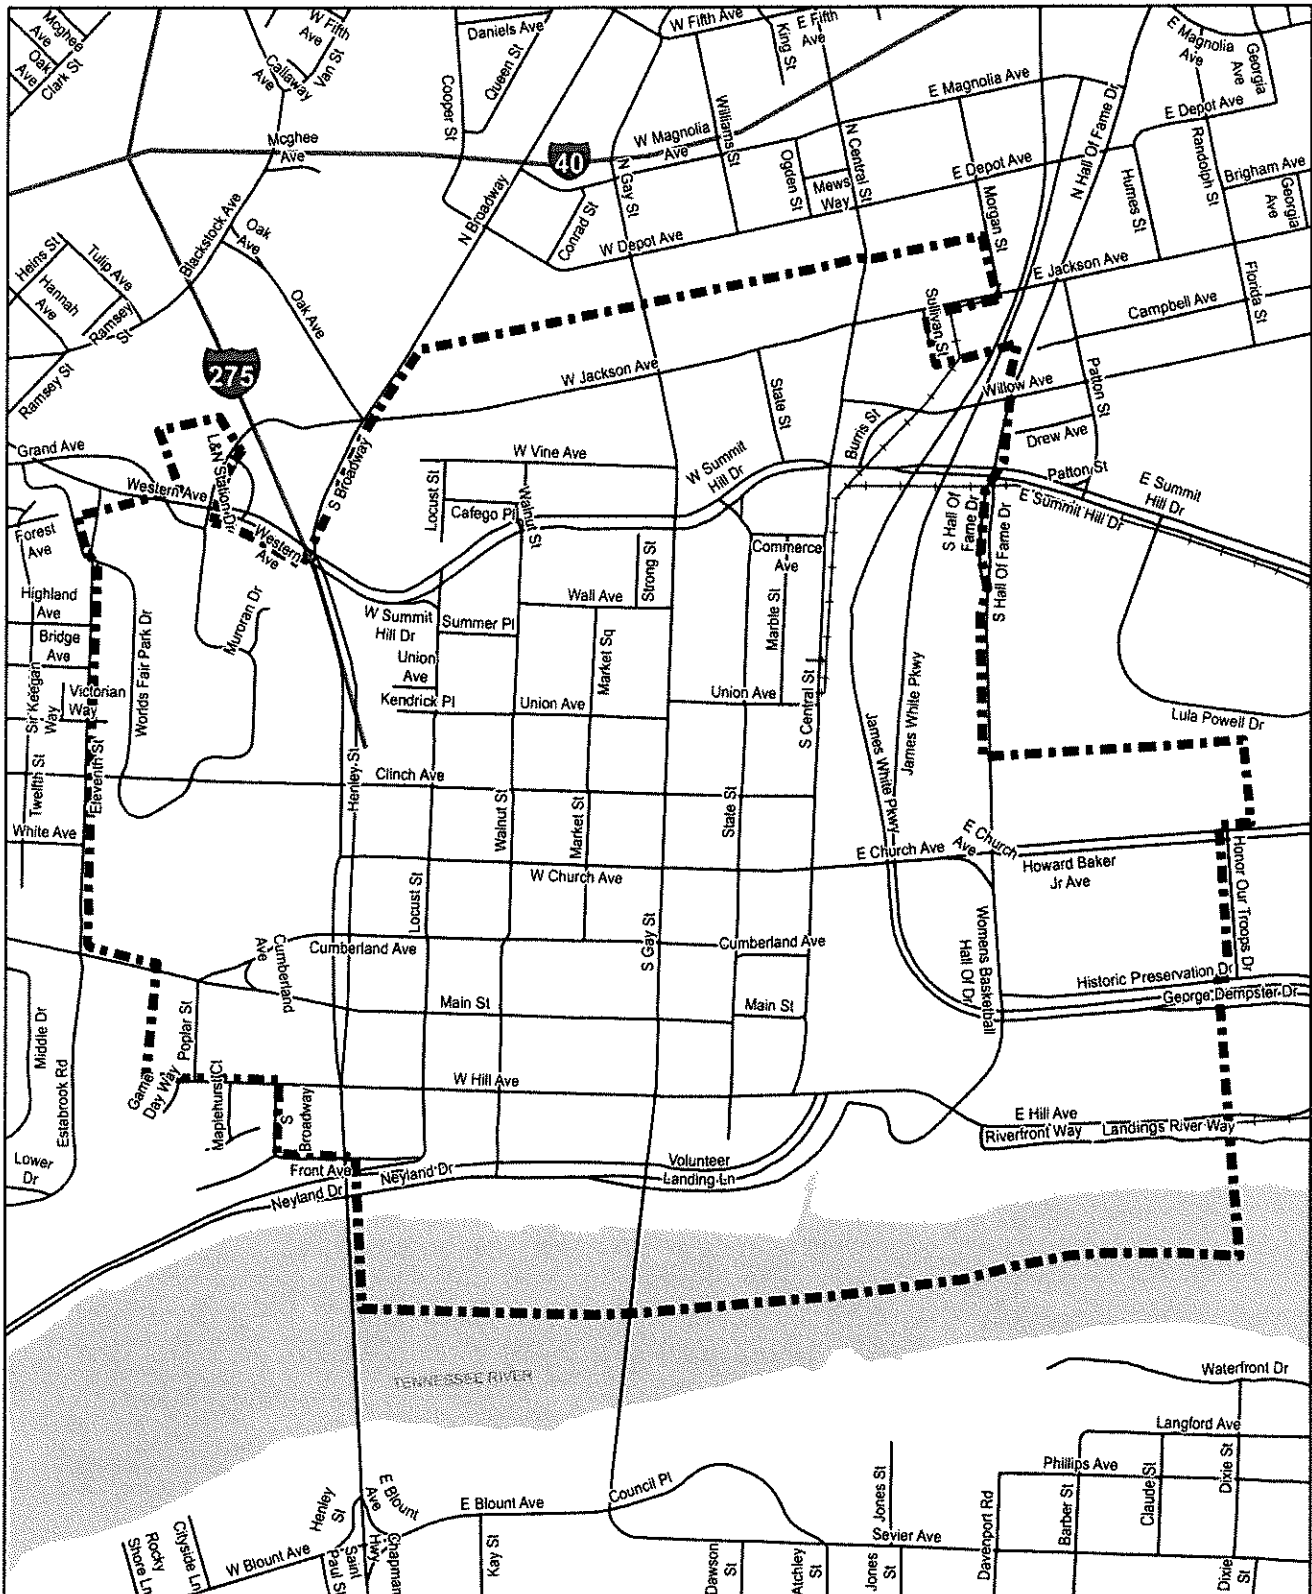 Mcghee
Ave
Oak
Ave
Clark St
W Fifth
Ave
Van St
Callaway
Ave
Daniels Ave
Queen St
Cooper St
W Fifth Ave
King St
E Fifth
Ave
E Magnolia
Ave
Georgia
Ave
E Magnolia Ave
E Depot Ave
Mcghee
Ave
40
W Magnolia
Ave
Williams St
Ogden St
Mews
Way
N Central St
E Depot Ave
N Hall Of Fame Dr
Randolph St
Humes St
Brigham Ave
Georgia
Ave
N Gay St
N Broadway
Conrad St
W Depot Ave
Morgan St
Blackstock Ave
Oak
Ave
Oak Ave
Heins St
Tulip Ave
Hannah
Ave
Ramsey
St
Ramsey St
E Jackson Ave
Florida St
Campbell Ave
Sullivan St
275
W Jackson Ave
State St
Willow Ave
Patton St
Burris St
Drew Ave
Grand Ave
L&N Station Dr
S Broadway
Locust St
W Vine Ave
W Summit
Hill Dr
Patton St
E Summit Hill Dr
E Summit
Hill Dr
Western Ave
Cafego Pl
Walnut St
Western
Ave
Forest
Ave
S Hall Of
Fame Dr
S Hall Of Fame Dr
Commerce
Ave
Strong St
Marble St
Highland
Ave
Bridge
Ave
Muroran Dr
Worlds Fair Park Dr
W Summit
Hill Dr
Summer Pl
Wall Ave
Market Sq
Union
Ave
Kendrick Pl
Union Ave
Union Ave
Victorian
Way
Sir Keegan
Way
S Central St
James White Pkwy
James White Pkwy
Lula Powell Dr
Twelfth St
Eleventh St
Henley St
Clinch Ave
Walnut St
Market St
State St
White Ave
E Church Ave
E Church
Ave
Howard Baker
Jr Ave
W Church Ave
Locust St
Honor Our Troops Dr
S Gay St
Cumberland
Ave
Cumberland Ave
Cumberland Ave
Womens Basketball
Hall Of Dr
Historic Preservation Dr
George Dempster Dr
Main St
Main St
Middle Dr
Estabrook Rd
Poplar St
Game
Day Way
Maplehurst Ct
S
Broadway
W Hill Ave
E Hill Ave
Riverfront Way
Landings River Way
Lower
Dr
Front Ave
Neyland Dr
Neyland Dr
Volunteer
Landing Ln
TENNESSEE RIVER
Waterfront Dr
Langford Ave
Phillips Ave
Claude St
Dixie St
Barber St
Davenport Rd
Jones St
Council Pl
E Blount Ave
E Blount
Ave
Henley
St
Sevier Ave
W Blount Ave
Cityside Ln
Rocky
Shore Ln
Saint
Paul St
Chapman
Hwy
Kay St
Dawson
St
Atchley
St
Jones
St
Dixie
St